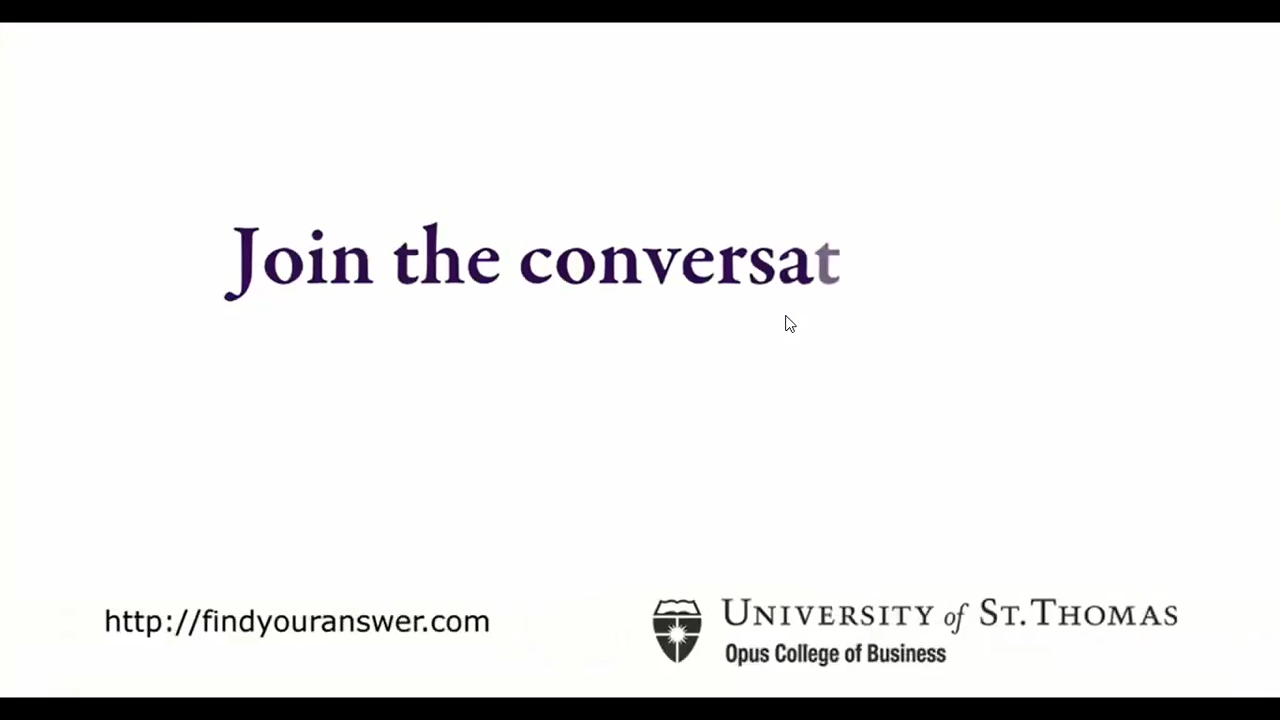 Join the conversat
http://findyouranswer.com
UNIVERSITY of ST. THOMAS
Opus College of Business